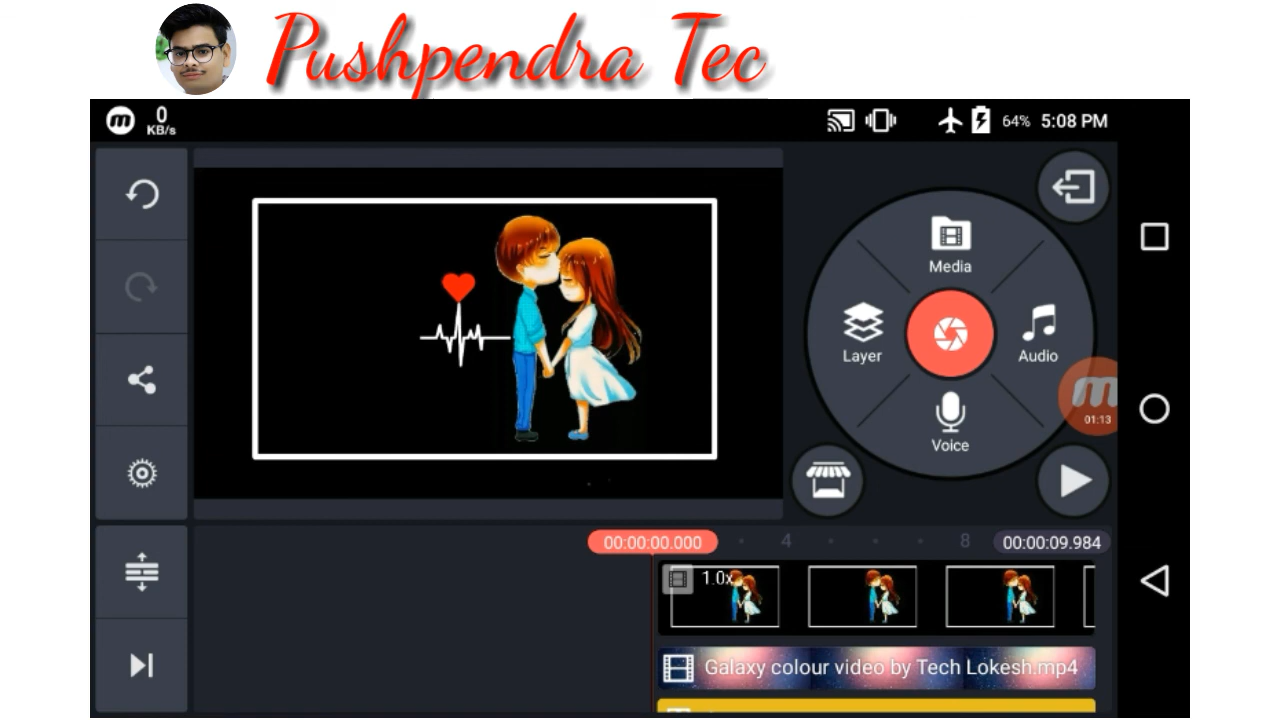 Pushpendra Tec
0
KB/s
64% 5:08 PM
Media
Layer
Audio
01:13
Voice
00:00:00.000
4
8
00:00:09.984
1.0x
Galaxy colour video by Tech Lokesh.mp4